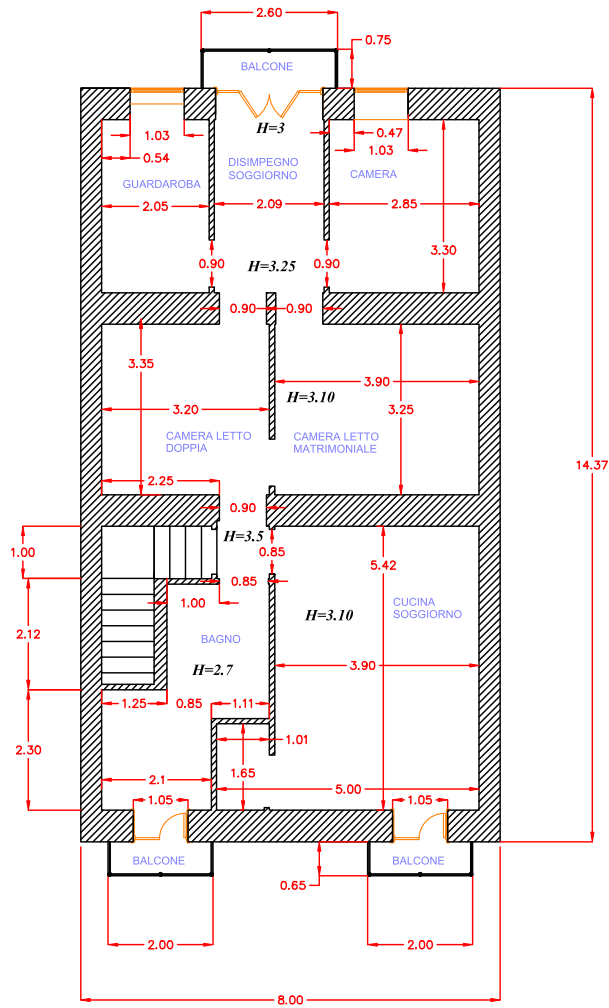 2.60
0.75
BALCONE
H=3
1.03
0.47
1.03
0.54
DISIMPEGNO
SOGGIORNO
CAMERA
GUARDAROBA
2.05
2.09
2.85
3.30
0.90
H=3.25
0.90
0.90
0.90
3.35
3.90
H=3.10
3.25
3.20
CAMERA LETTO
DOPPIA
CAMERA LETTO
MATRIMONIALE
14.37
2.25
0.90
H=3.5
1.00
0.85
5.42
0.85
1.00
CUCINA
SOGGIORNO
H=3.10
2.12
BAGNO
3.90
H=2.7
1.25
0.85
1.11
2.30
1.01
1.65
2.1
5.00
1.05
1.05
BALCONE
BALCONE
0.65
2.00
2.00
8.00